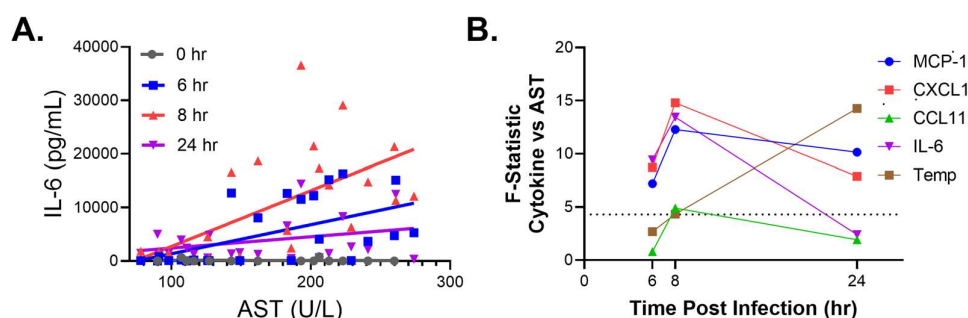 A.
IL-6 (pg/mL)
40000
30000
20000
10000
0
0 hr
6 hr
8 hr
24 hr
100
200
300
AST (U/L)
B.
F-Statistic
Cytokine vs AST
20
15
10
5
0
0
6
8
24
Time Post Infection (hr)
MCP-1
CXCL1
CCL11
IL-6
Temp